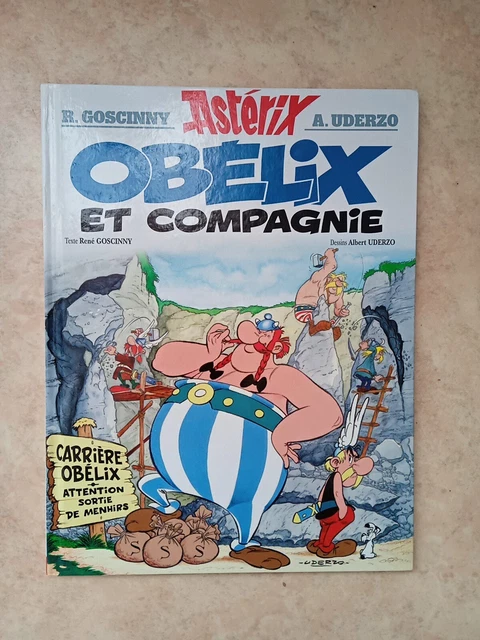 R. GOSCINNY Astérix A. UDERZO
OBÉLIX
ET COMPAGNIE
Texte René GOSCINNY Dessins Albert UDERZO
CARRIÈRE
OBÉLIX
ATTENTION
SORTIE
DE MENHIRS
S S S
-UDERZO-